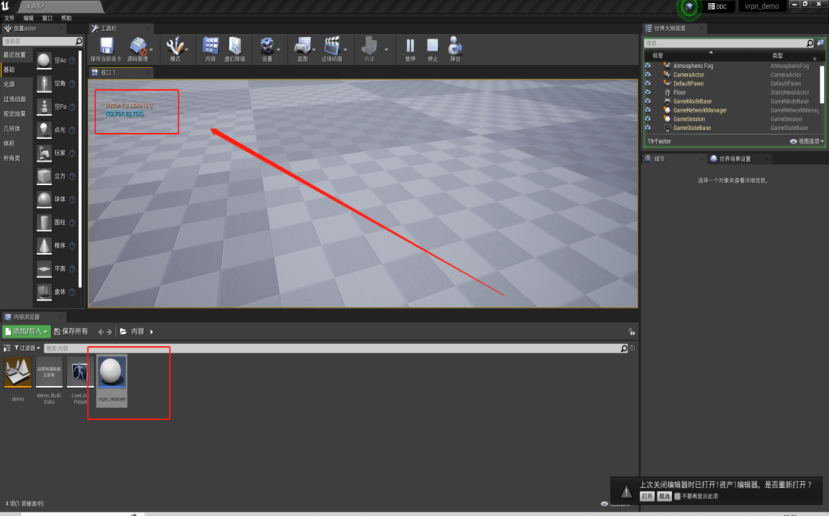 DDC
vrpn_demo
文件 编辑 窗口 帮助
放置actor
工具栏
世界大纲视图
最近放置
基础
光源
过场动画
视觉效果
几何体
体积
所有类
空Ac
空角
空Pa
点光
玩家
立方
球体
圆柱
椎体
平面
盒体
保存当前关卡
源码管理
模式
内容
虚幻商城
设置
蓝图
过场动画
构建
暂停
停止
弹出
视口 1
标签
类型
Atmospheric Fog
AtmosphericFog
CameraActor
CameraActor
DefaultPawn
DefaultPawn
Floor
StaticMeshActor
GameModeBase
GameModeBase
GameNetworkManager
GameNetworkManag
GameSession
GameSession
GameStateBase
GameStateBase
19个actor
视图选项
细节
世界场景设置
选择一个对象来查看详细信息。
内容浏览器
添加/导入
保存所有
内容
过滤器
搜索 内容
demo
demo_Built
Data
vrpn_receiver
4 项(1 项被选中)
上次关闭编辑器时已打开1资产1编辑器，是否重新打开？
打开
取消
不要再显示此项